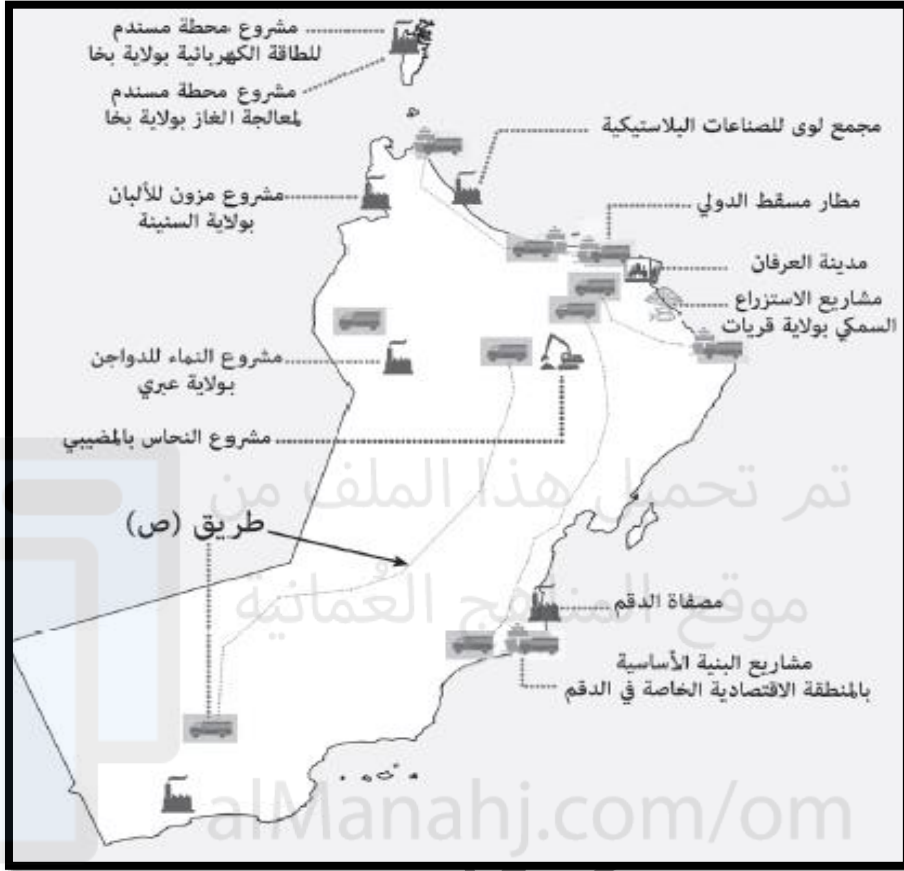 مشروع محطة مسندم
للطاقة الكهربائية بولاية بخا
مشروع محطة مسندم
لمعالجة الغاز بولاية بخا
مجمع لوى للصناعات البلاستيكية
مشروع مزون للألبان
بولاية السنينة
مطار مسقط الدولي
مدينة العرفان
مشاريع الاستزراع
السمكي بولاية قريات
مشروع النماء للدواجن
بولاية عبري
مشروع النحاس بالمضيبي
تم تحميل هذا الملف من
طريق (ص)
موقع المناهج العُمانية
مصفاة الدقم
مشاريع البنية الأساسية
بالمنطقة الاقتصادية الخاصة في الدقم
alManahj.com/om